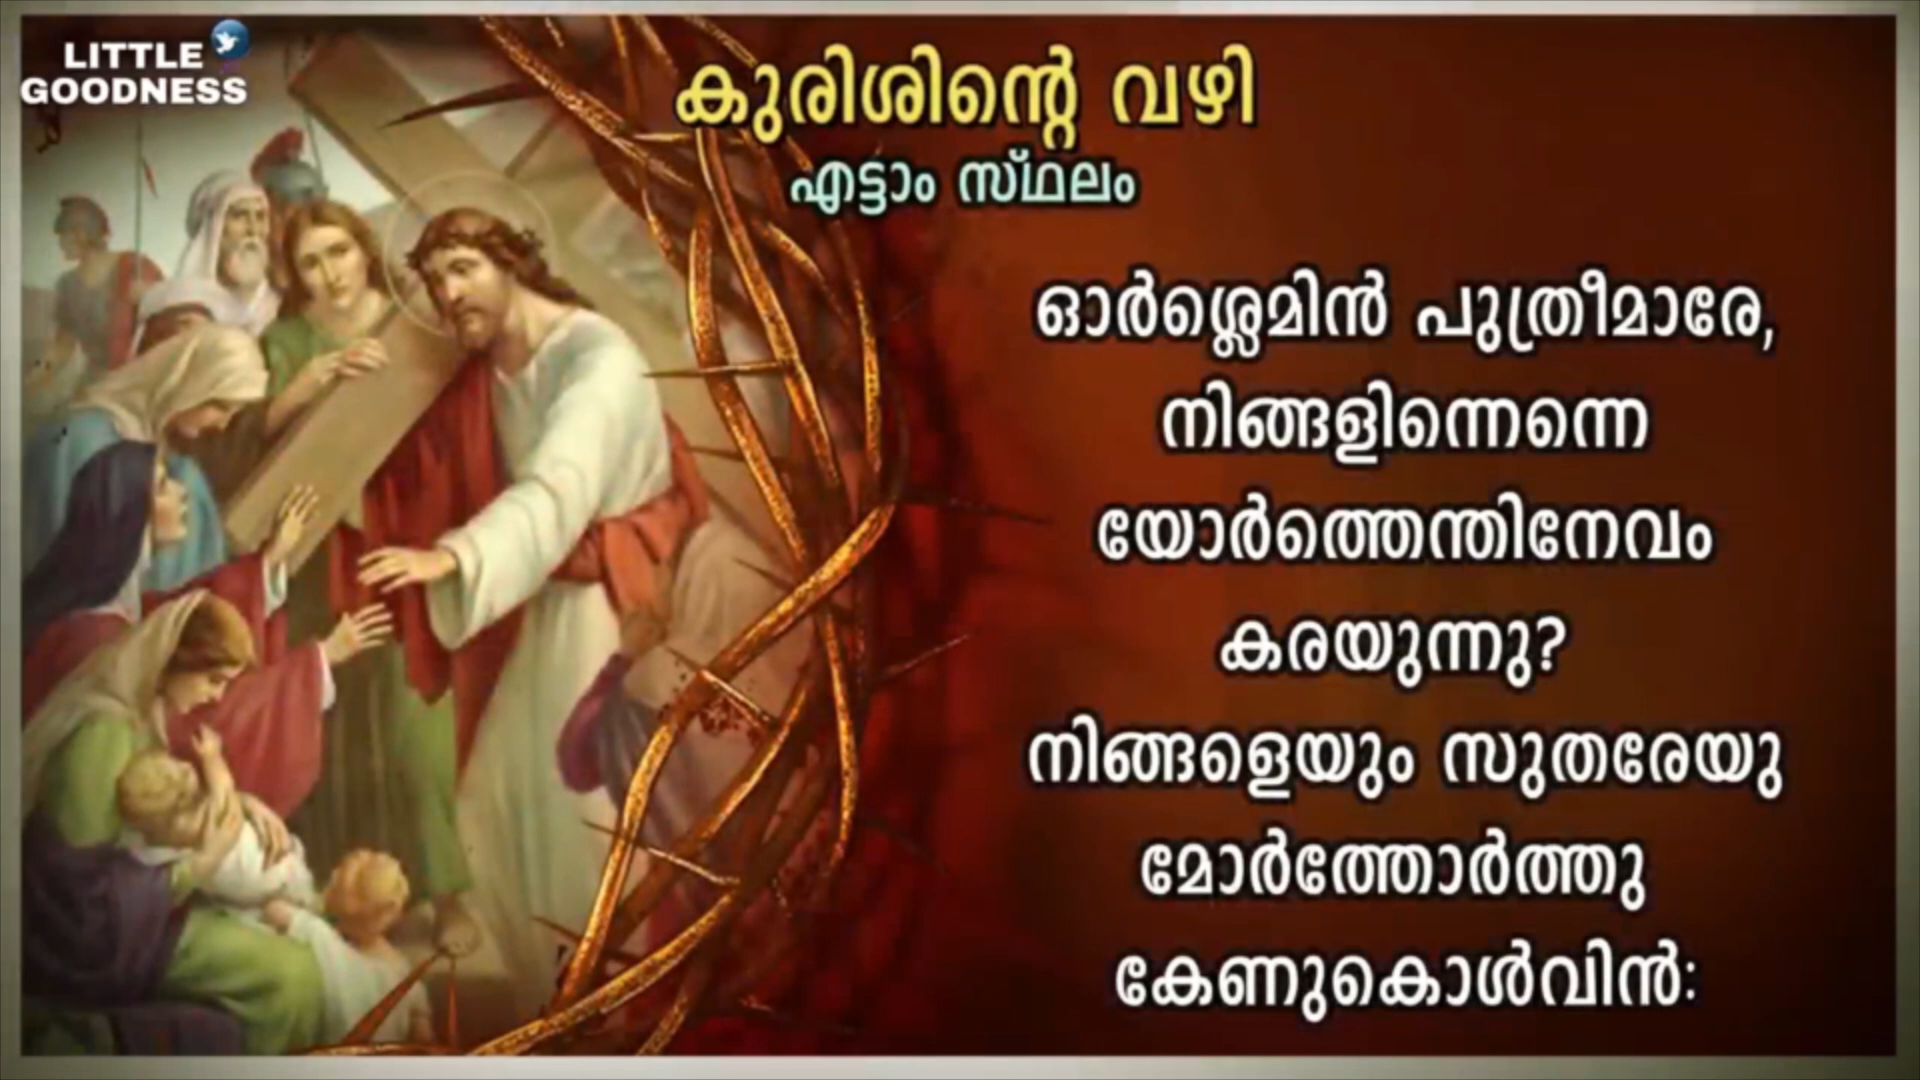 LITTLE
GOODNESS
കുരിശിന്റെ വഴി
എട്ടാം സ്ഥലം
ഓർശ്ലെമിൻ പുത്രീമാരേ,
നിങ്ങളിന്നെന്നെ
യോർത്തെന്തിനേവം
കരയുന്നു?
നിങ്ങളെയും സുതരേയു
മോർത്തോർത്തു
കേണുകൊൾവിൻ: